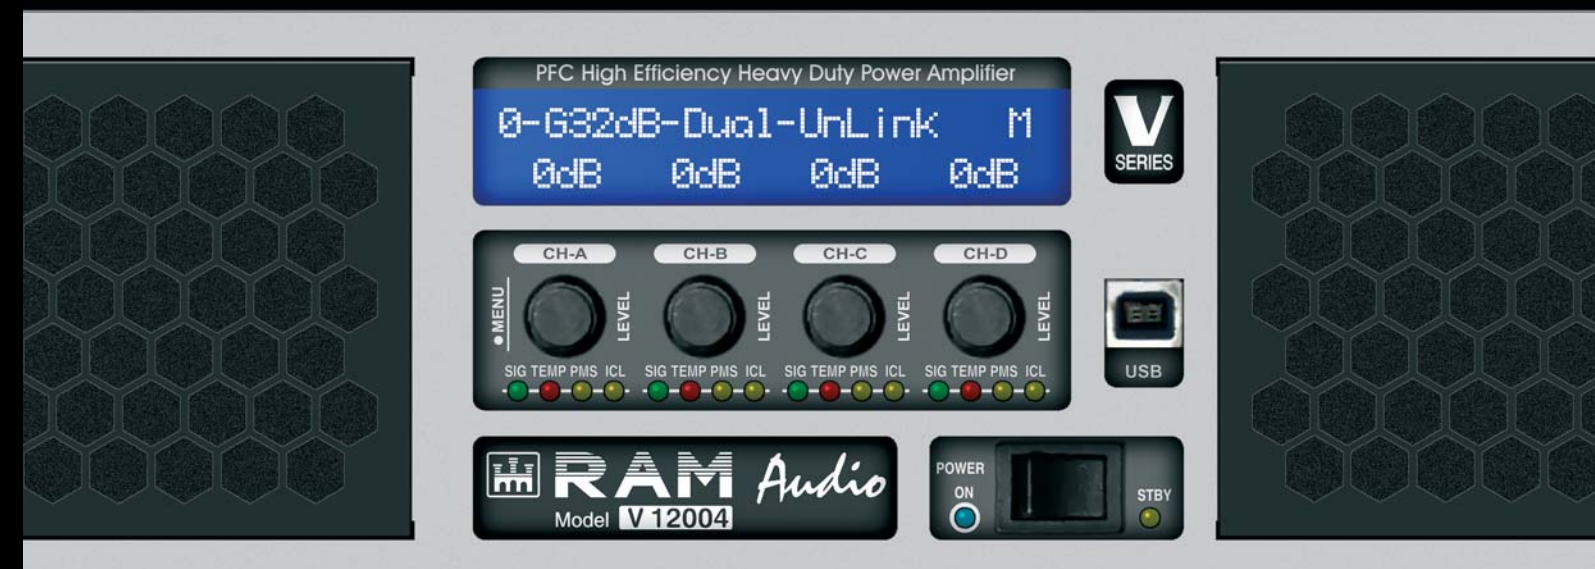 PFC High Efficiency Heavy Duty Power Amplifier
0-G32dB-Dual-UnLink M
0dB 0dB 0dB 0dB
V
SERIES
CH-A CH-B CH-C CH-D
MENU LEVEL LEVEL LEVEL LEVEL
SIG TEMP PMS ICL SIG TEMP PMS ICL SIG TEMP PMS ICL SIG TEMP PMS ICL
USB
RAM Audio
Model V 12004
POWER
ON
STBY